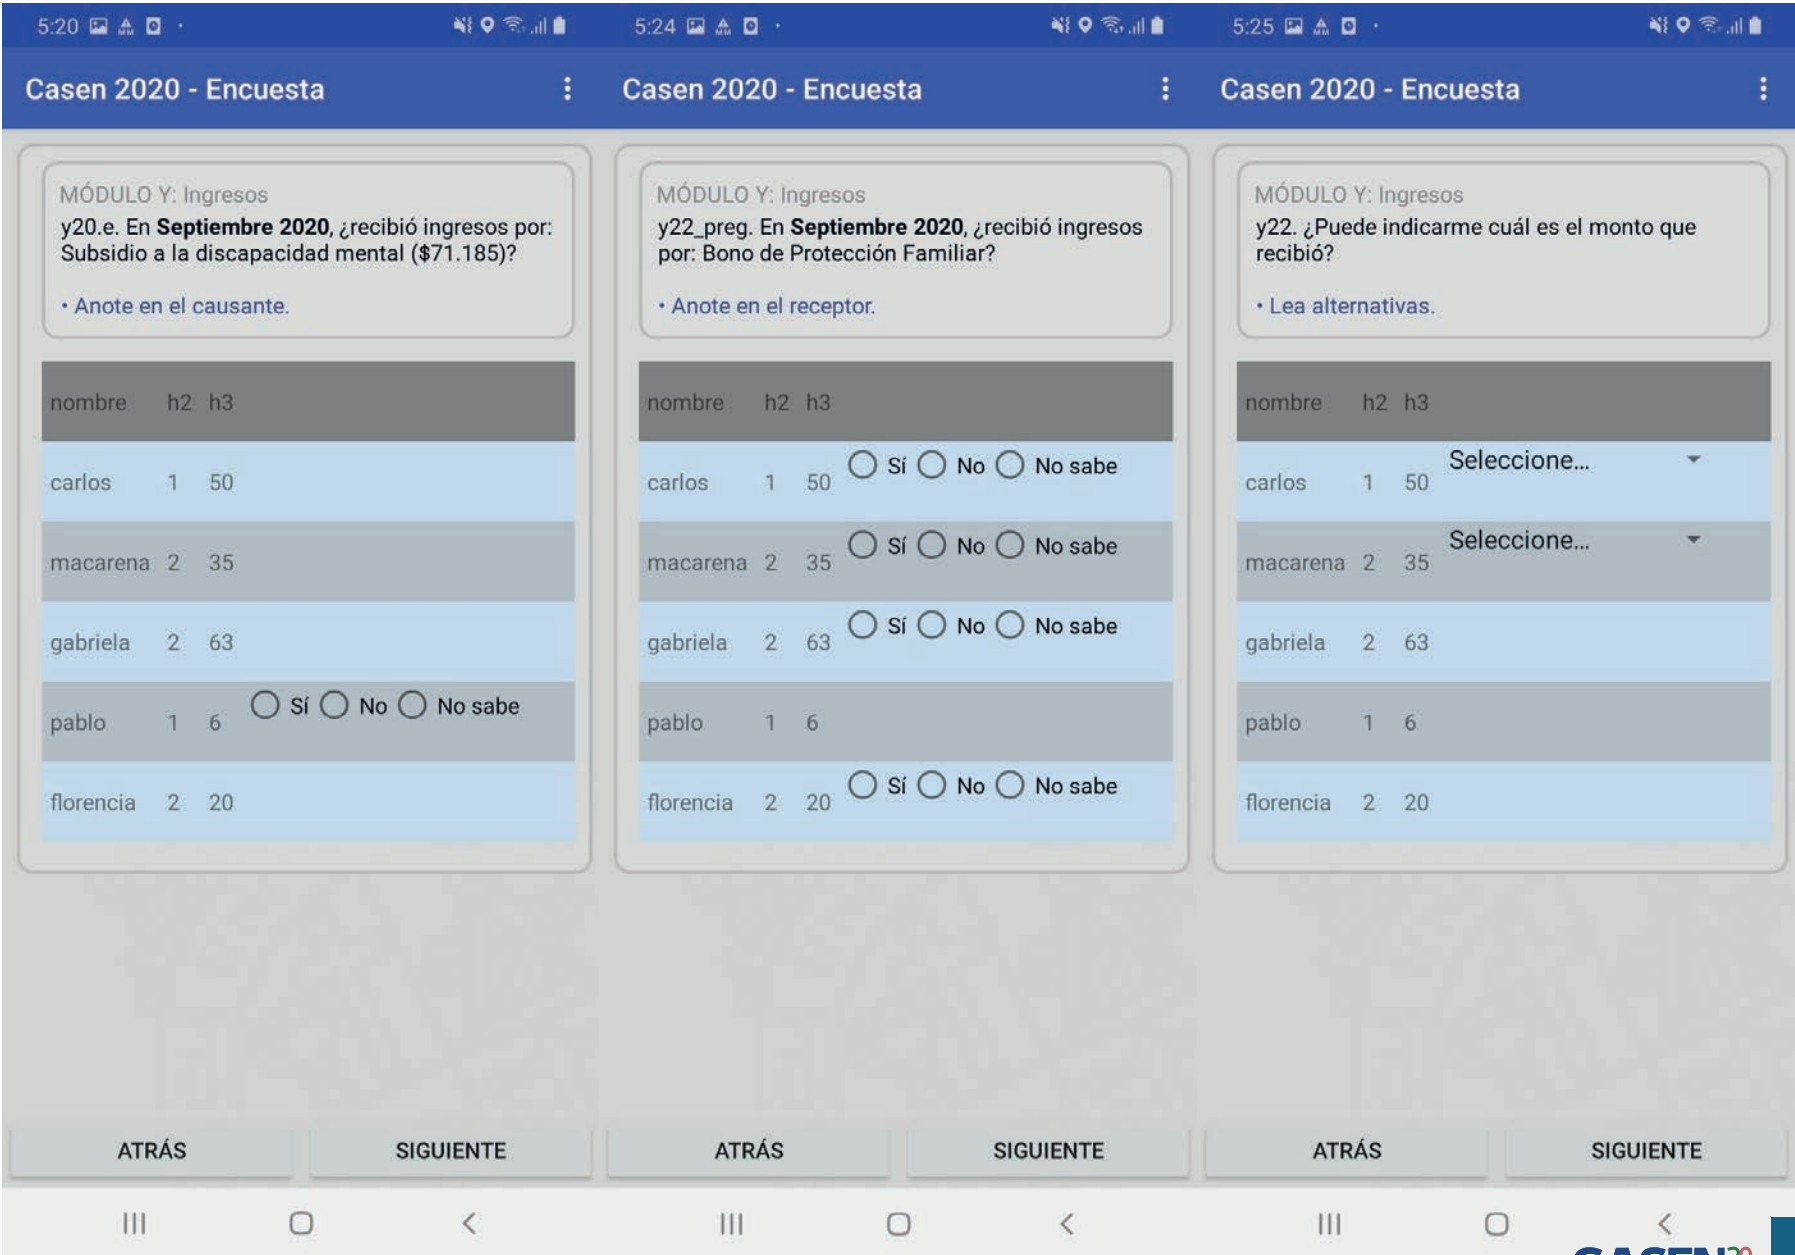 5:20
Casen 2020 - Encuesta
MÓDULO Y: Ingresos
y20.e. En Septiembre 2020, ¿recibió ingresos por:
Subsidio a la discapacidad mental ($71.185)?
• Anote en el causante.
nombre h2 h3
carlos 1 50
macarena 2 35
gabriela 2 63
pablo 1 6 Sí No No sabe
florencia 2 20
ATRÁS SIGUIENTE
5:24
Casen 2020 - Encuesta
MÓDULO Y: Ingresos
y22_preg. En Septiembre 2020, ¿recibió ingresos
por: Bono de Protección Familiar?
• Anote en el receptor.
nombre h2 h3
carlos 1 50 Sí No No sabe
macarena 2 35 Sí No No sabe
gabriela 2 63 Sí No No sabe
pablo 1 6
florencia 2 20 Sí No No sabe
ATRÁS SIGUIENTE
5:25
Casen 2020 - Encuesta
MÓDULO Y: Ingresos
y22. ¿Puede indicarme cuál es el monto que
recibió?
• Lea alternativas.
nombre h2 h3
carlos 1 50 Seleccione...
macarena 2 35 Seleccione...
gabriela 2 63
pablo 1 6
florencia 2 20
ATRÁS SIGUIENTE
CASEN20